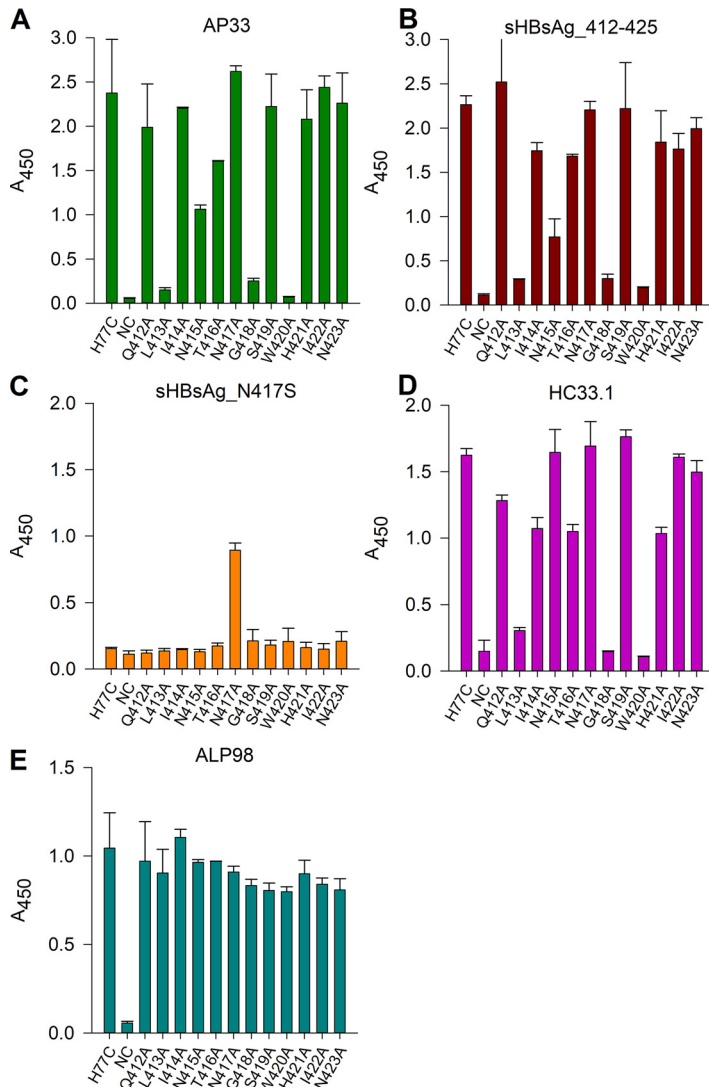 A
AP33
3.0
2.5
2.0
1.5
1.0
0.5
0.0
A450
H77C
NC
Q412A
L413A
I414A
N415A
T416A
N417A
G418A
S419A
W420A
H421A
I422A
N423A
B
sHBsAg_412-425
3.0
2.5
2.0
1.5
1.0
0.5
0.0
A450
H77C
NC
Q412A
L413A
I414A
N415A
T416A
N417A
G418A
S419A
W420A
H421A
I422A
N423A
C
sHBsAg_N417S
2.0
1.5
1.0
0.5
0.0
A450
H77C
NC
Q412A
L413A
I414A
N415A
T416A
N417A
G418A
S419A
W420A
H421A
I422A
N423A
D
HC33.1
2.0
1.5
1.0
0.5
0.0
A450
H77C
NC
Q412A
L413A
I414A
N415A
T416A
N417A
G418A
S419A
W420A
H421A
I422A
N423A
E
ALP98
1.5
1.0
0.5
0.0
A450
H77C
NC
Q412A
L413A
I414A
N415A
T416A
N417A
G418A
S419A
W420A
H421A
I422A
N423A